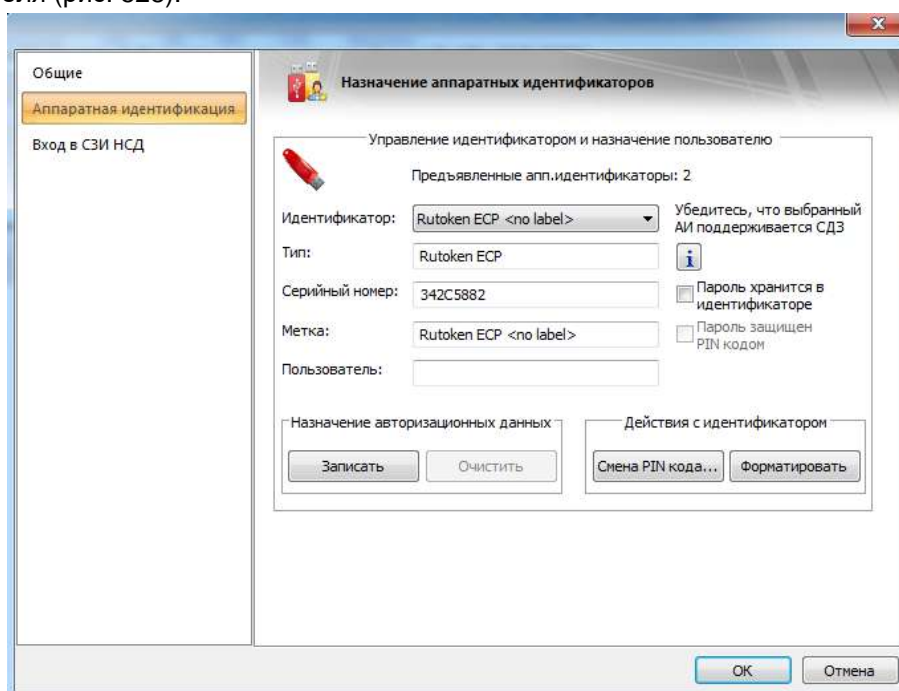 Общие
Аппаратная идентификация
Вход в СЗИ НСД
Назначение аппаратных идентификаторов
Управление идентификатором и назначение пользователю
Предъявленные апп.идентификаторы: 2
Идентификатор: Rutoken ECP <no label>
Убедитесь, что выбранный
АИ поддерживается СДЗ
Тип: Rutoken ECP
Серийный номер: 342C5882
Пароль хранится в
идентификаторе
Метка: Rutoken ECP <no label>
Пароль защищен
PIN кодом
Пользователь:
Назначение авторизационных данных
Действия с идентификатором
Записать Очистить Смена PIN кода... Форматировать
OK Отмена